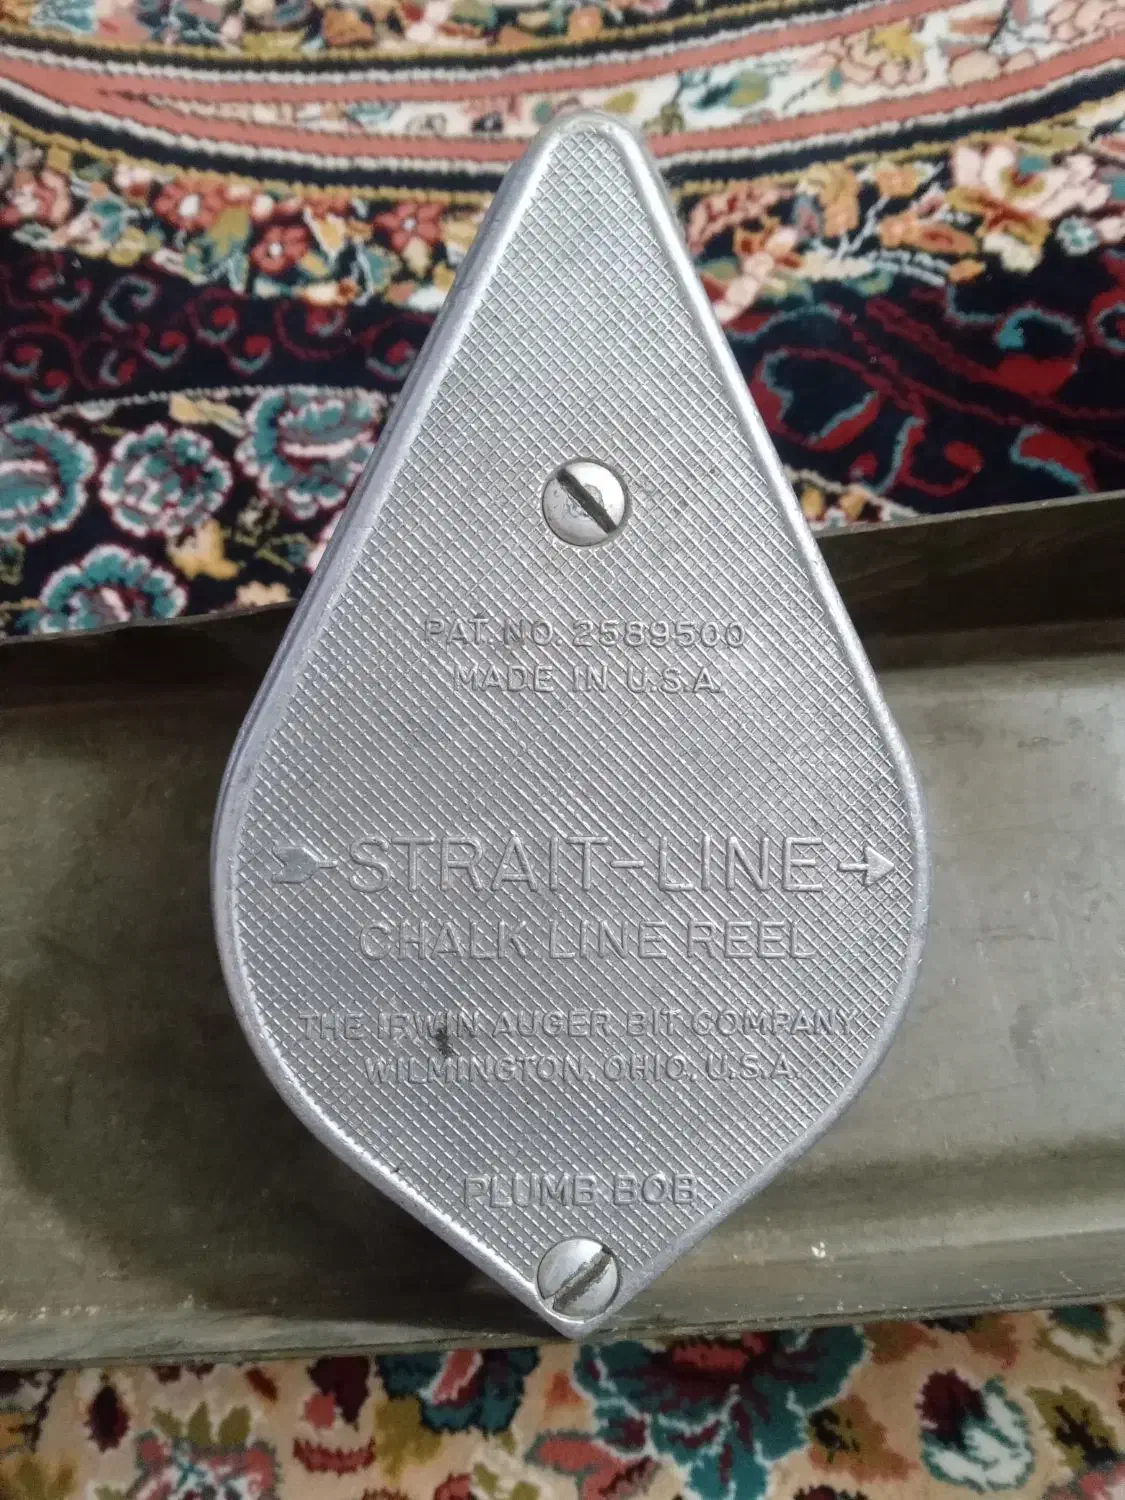 PAT. NO. 2589500
MADE IN U.S.A.
STRAIT-LINE
CHALK LINE REEL
THE IRWIN AUGER BIT COMPANY
WILMINGTON, OHIO, U.S.A.
PLUMB BOB